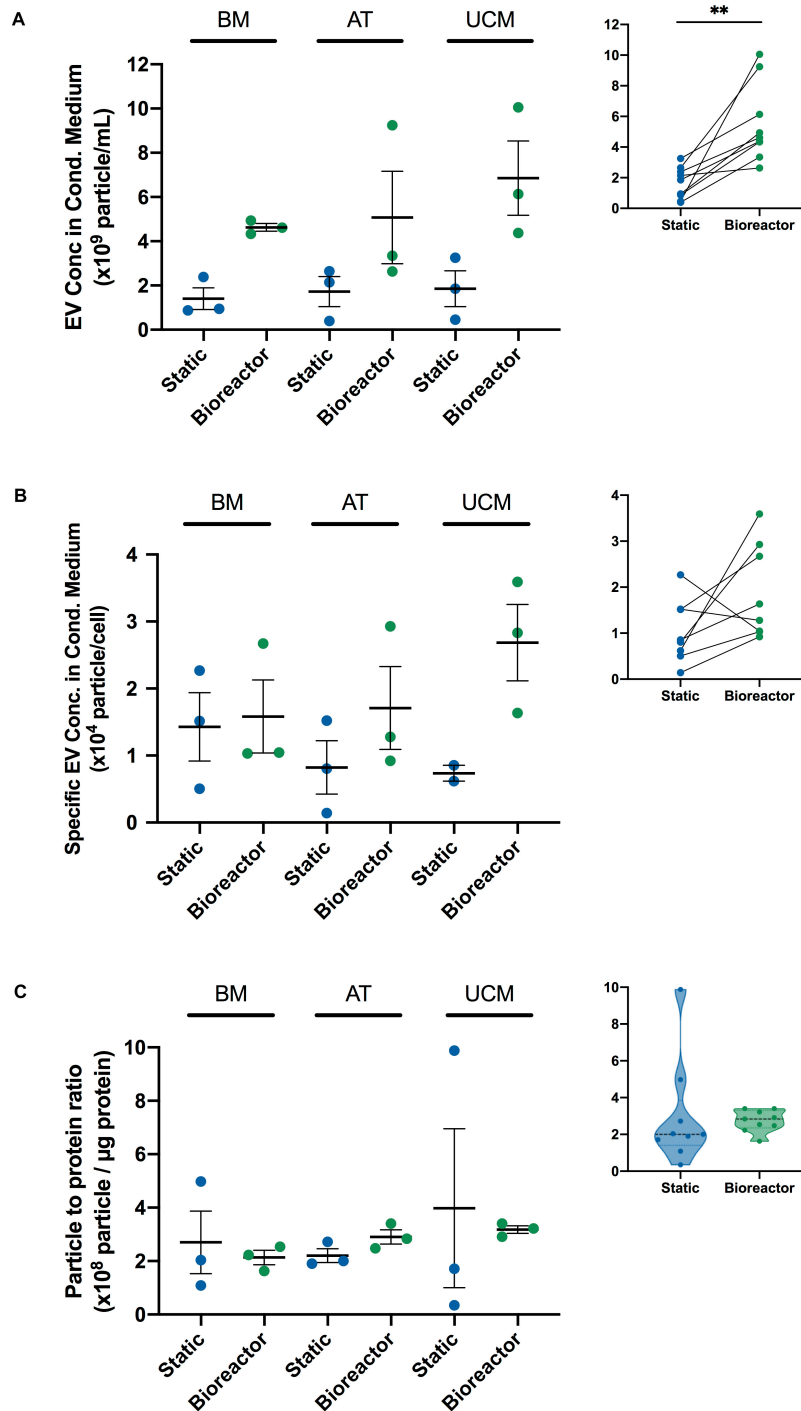 A
BM AT UCM
EV Conc in Cond. Medium
(x10⁹ particle/mL)
12
10
8
6
4
2
0
Static Bioreactor Static Bioreactor Static Bioreactor
**
12
10
8
6
4
2
0
Static Bioreactor
B
BM AT UCM
Specific EV Conc. in Cond. Medium
(x10⁴ particle/cell)
4
3
2
1
0
Static Bioreactor Static Bioreactor Static Bioreactor
4
3
2
1
0
Static Bioreactor
C
BM AT UCM
Particle to protein ratio
(x10⁸ particle / µg protein)
10
8
6
4
2
0
Static Bioreactor Static Bioreactor Static Bioreactor
10
8
6
4
2
0
Static Bioreactor